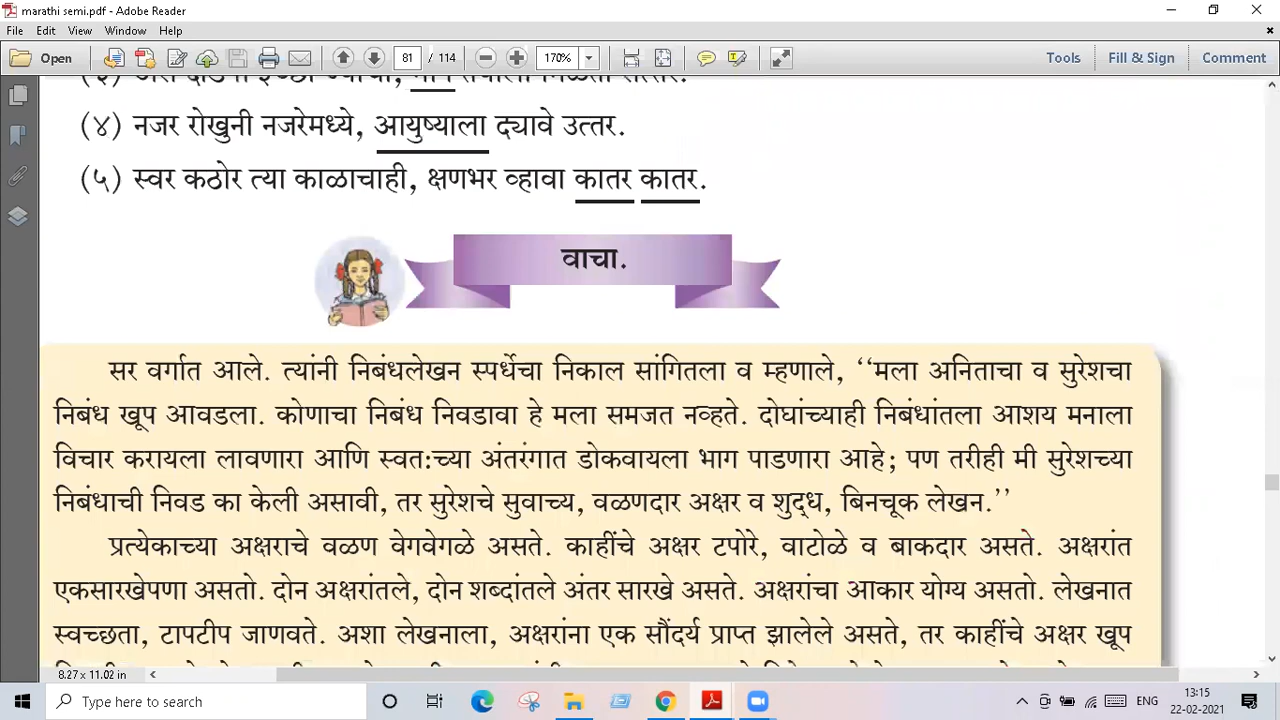 marathi semi.pdf - Adobe Reader
File Edit View Window Help
Open 81 / 114 170% Tools Fill & Sign Comment
(४) नजर रोखुनी नजरेमध्ये, आयुष्याला द्यावे उत्तर.
(५) स्वर कठोर त्या काळाचाही, क्षणभर व्हावा कातर कातर.
वाचा.
सर वर्गात आले. त्यांनी निबंधलेखन स्पर्धेचा निकाल सांगितला व म्हणाले, ‘‘मला अनिताचा व सुरेशचा
निबंध खूप आवडला. कोणाचा निबंध निवडावा हे मला समजत नव्हते. दोघांच्याही निबंधांतला आशय मनाला
विचार करायला लावणारा आणि स्वत:च्या अंतरंगात डोकवायला भाग पाडणारा आहे; पण तरीही मी सुरेशच्या
निबंधाची निवड का केली असावी, तर सुरेशचे सुवाच्य, वळणदार अक्षर व शुद्ध, बिनचूक लेखन.’’
प्रत्येकाच्या अक्षराचे वळण वेगवेगळे असते. काहींचे अक्षर टपोरे, वाटोळे व बाकदार असते. अक्षरांत
एकसारखेपणा असतो. दोन अक्षरांतले, दोन शब्दांतले अंतर सारखे असते. अक्षरांचा आकार योग्य असतो. लेखनात
स्वच्छता, टापटीप जाणवते. अशा लेखनाला, अक्षरांना एक सौंदर्य प्राप्त झालेले असते, तर काहींचे अक्षर खूप
8.27 x 11.02 in
Type here to search ENG 13:15
22-02-2021